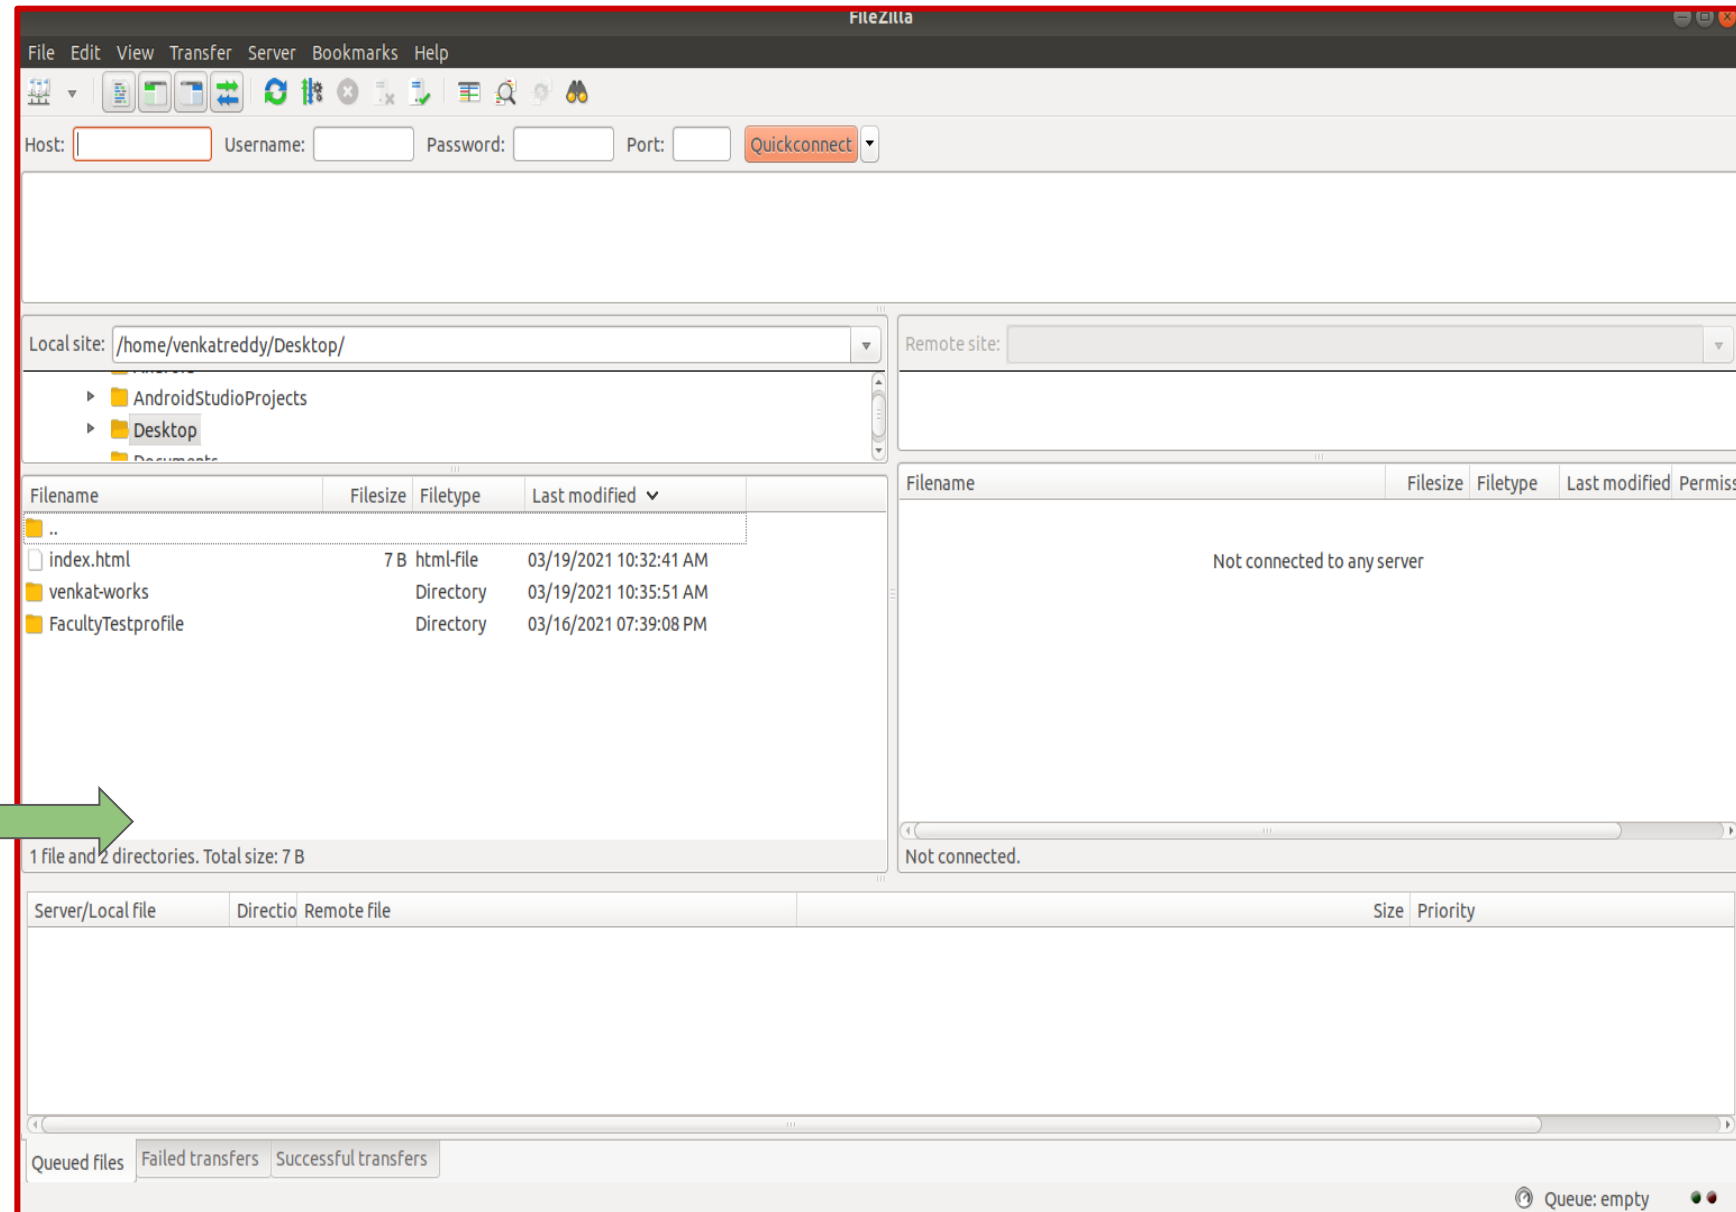 FileZilla
File Edit View Transfer Server Bookmarks Help
Host: Username: Password: Port: Quickconnect
Local site: /home/venkatreddy/Desktop/
Remote site:
AndroidStudioProjects
Desktop
Documents
Filename Filesize Filetype Last modified
..
index.html 7 B html-file 03/19/2021 10:32:41 AM
venkat-works Directory 03/19/2021 10:35:51 AM
FacultyTestprofile Directory 03/16/2021 07:39:08 PM
1 file and 2 directories. Total size: 7 B
Filename Filesize Filetype Last modified Permiss
Not connected to any server
Not connected.
Server/Local file Directio Remote file Size Priority
Queued files Failed transfers Successful transfers
Queue: empty